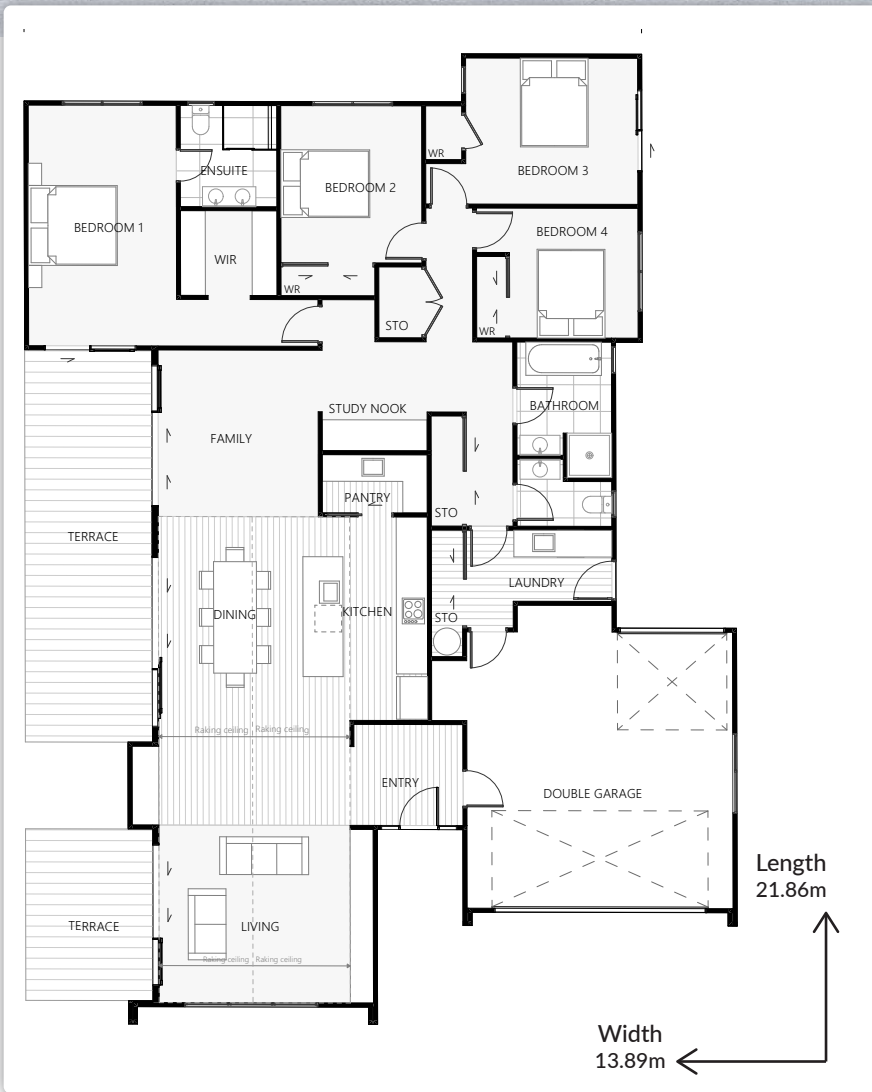 BEDROOM 3
WR
ENSUITE
BEDROOM 2
BEDROOM 1
BEDROOM 4
WIR
WR
STO
WR
STUDY NOOK
BATHROOM
FAMILY
PANTRY
STO
TERRACE
LAUNDRY
DINING
KITCHEN
STO
Raking ceiling Raking ceiling
ENTRY
DOUBLE GARAGE
Length
21.86m
TERRACE
LIVING
Raking ceiling Raking ceiling
Width
13.89m